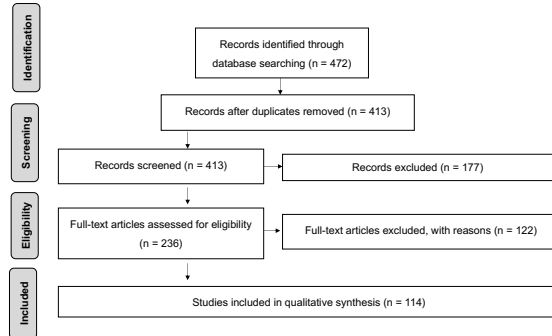 Identification
Records identified through
database searching (n = 472)
Records after duplicates removed (n = 413)
Screening
Records screened (n = 413)
Records excluded (n = 177)
Eligibility
Full-text articles assessed for eligibility
(n = 236)
Full-text articles excluded, with reasons (n = 122)
Included
Studies included in qualitative synthesis (n = 114)